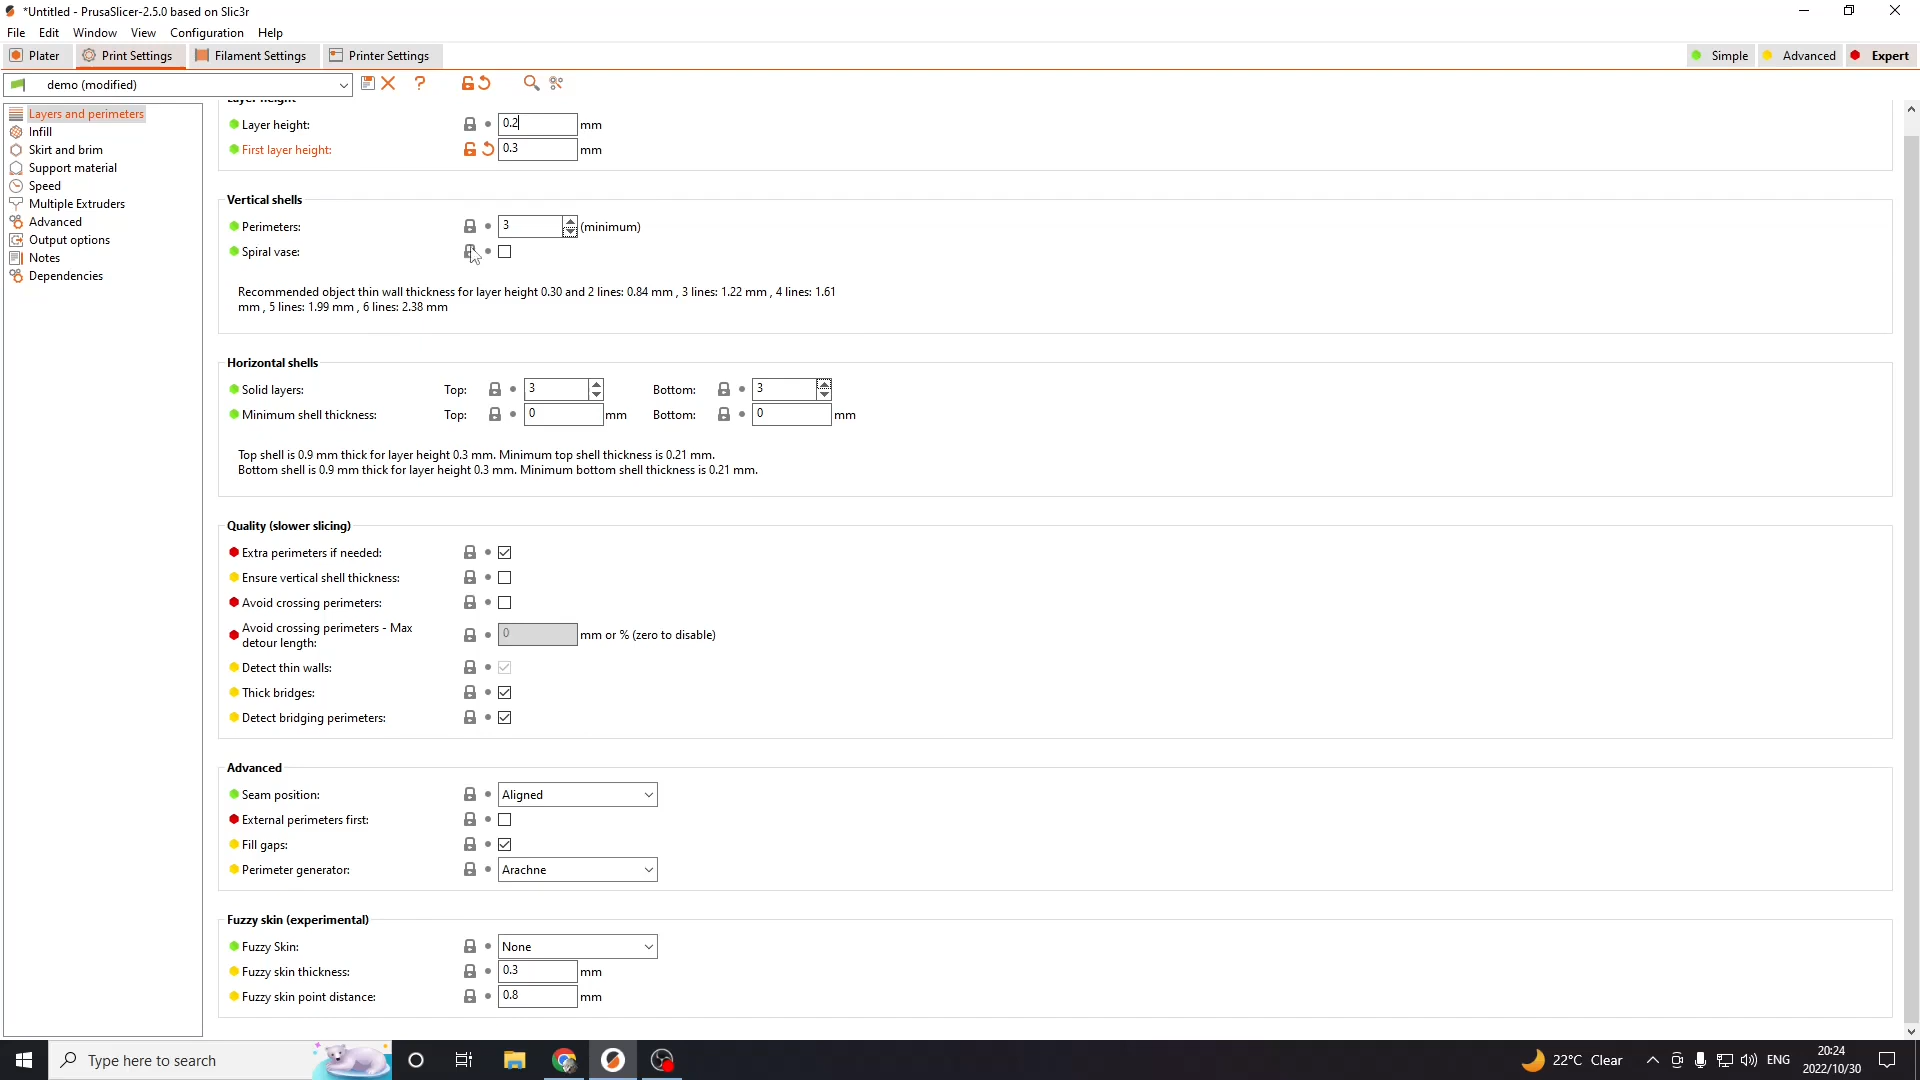 *Untitled - PrusaSlicer-2.5.0 based on Slic3r
File Edit Window View Configuration Help
Plater Print Settings Filament Settings Printer Settings Simple Advanced Expert
demo (modified) ?
Layers and perimeters
Infill
Skirt and brim
Support material
Speed
Multiple Extruders
Advanced
Output options
Notes
Dependencies
Layer height
Layer height: 0.2 mm
First layer height: 0.3 mm
Vertical shells
Perimeters: 3 (minimum)
Spiral vase:
Recommended object thin wall thickness for layer height 0.30 and 2 lines: 0.84 mm , 3 lines: 1.22 mm , 4 lines: 1.61
mm , 5 lines: 1.99 mm , 6 lines: 2.38 mm
Horizontal shells
Solid layers: Top: 3 Bottom: 3
Minimum shell thickness: Top: 0 mm Bottom: 0 mm
Top shell is 0.9 mm thick for layer height 0.3 mm. Minimum top shell thickness is 0.21 mm.
Bottom shell is 0.9 mm thick for layer height 0.3 mm. Minimum bottom shell thickness is 0.21 mm.
Quality (slower slicing)
Extra perimeters if needed:
Ensure vertical shell thickness:
Avoid crossing perimeters:
Avoid crossing perimeters - Max
detour length: 0 mm or % (zero to disable)
Detect thin walls:
Thick bridges:
Detect bridging perimeters:
Advanced
Seam position: Aligned
External perimeters first:
Fill gaps:
Perimeter generator: Arachne
Fuzzy skin (experimental)
Fuzzy Skin: None
Fuzzy skin thickness: 0.3 mm
Fuzzy skin point distance: 0.8 mm
Type here to search 22°C Clear ENG 20:24
2022/10/30